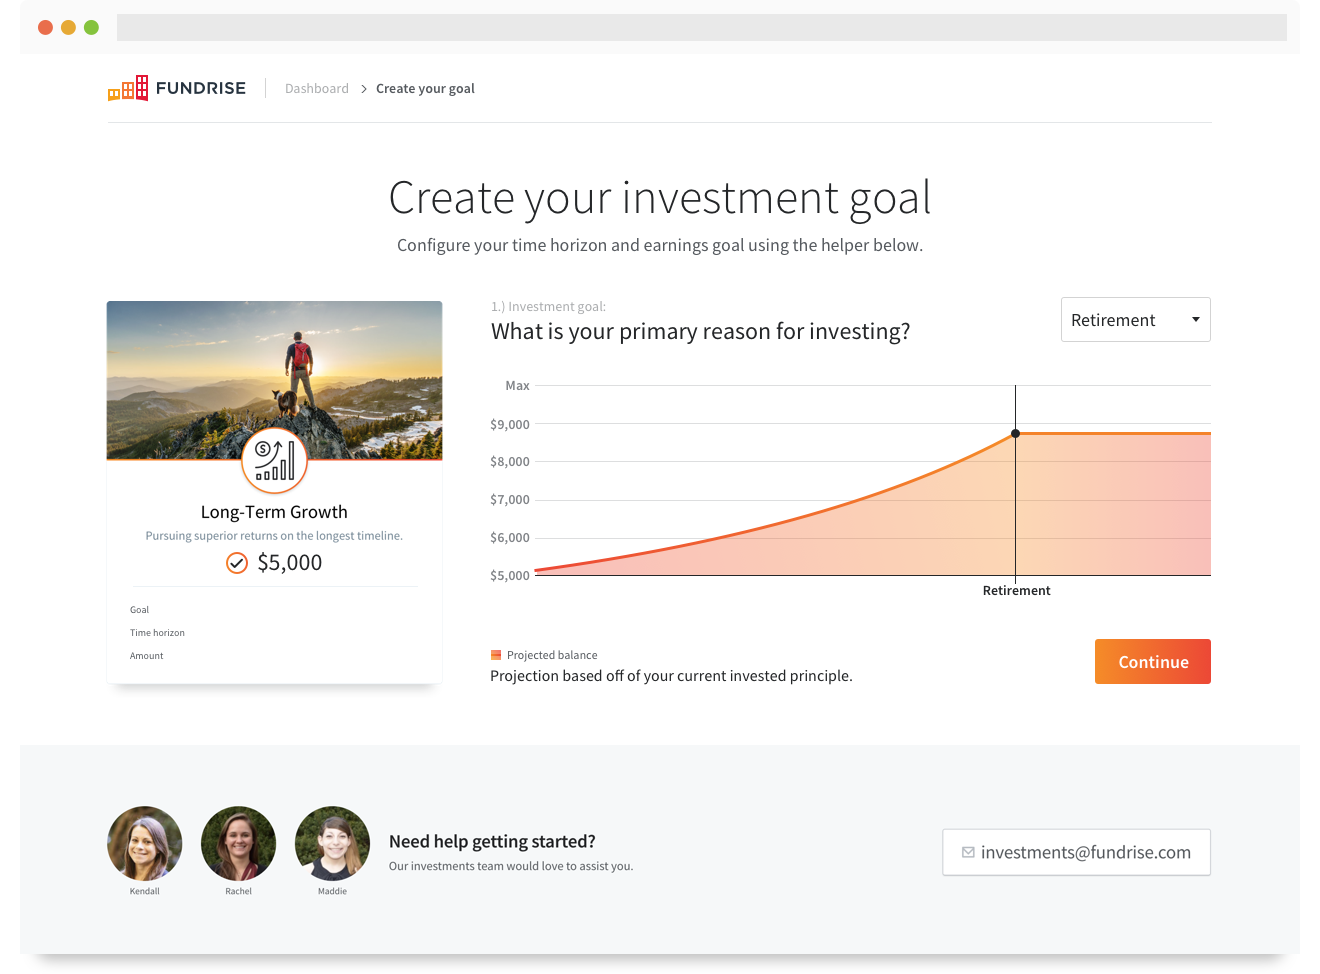 FUNDRISE
Dashboard > Create your goal
Create your investment goal
Configure your time horizon and earnings goal using the helper below.
Long-Term Growth
Pursuing superior returns on the longest timeline.
$5,000
Goal
Time horizon
Amount
1.) Investment goal:
What is your primary reason for investing?
Retirement
Max
$9,000
$8,000
$7,000
$6,000
$5,000
Retirement
Projected balance
Projection based off of your current invested principle.
Continue
Kendall
Rachel
Maddie
Need help getting started?
Our investments team would love to assist you.
investments@fundrise.com